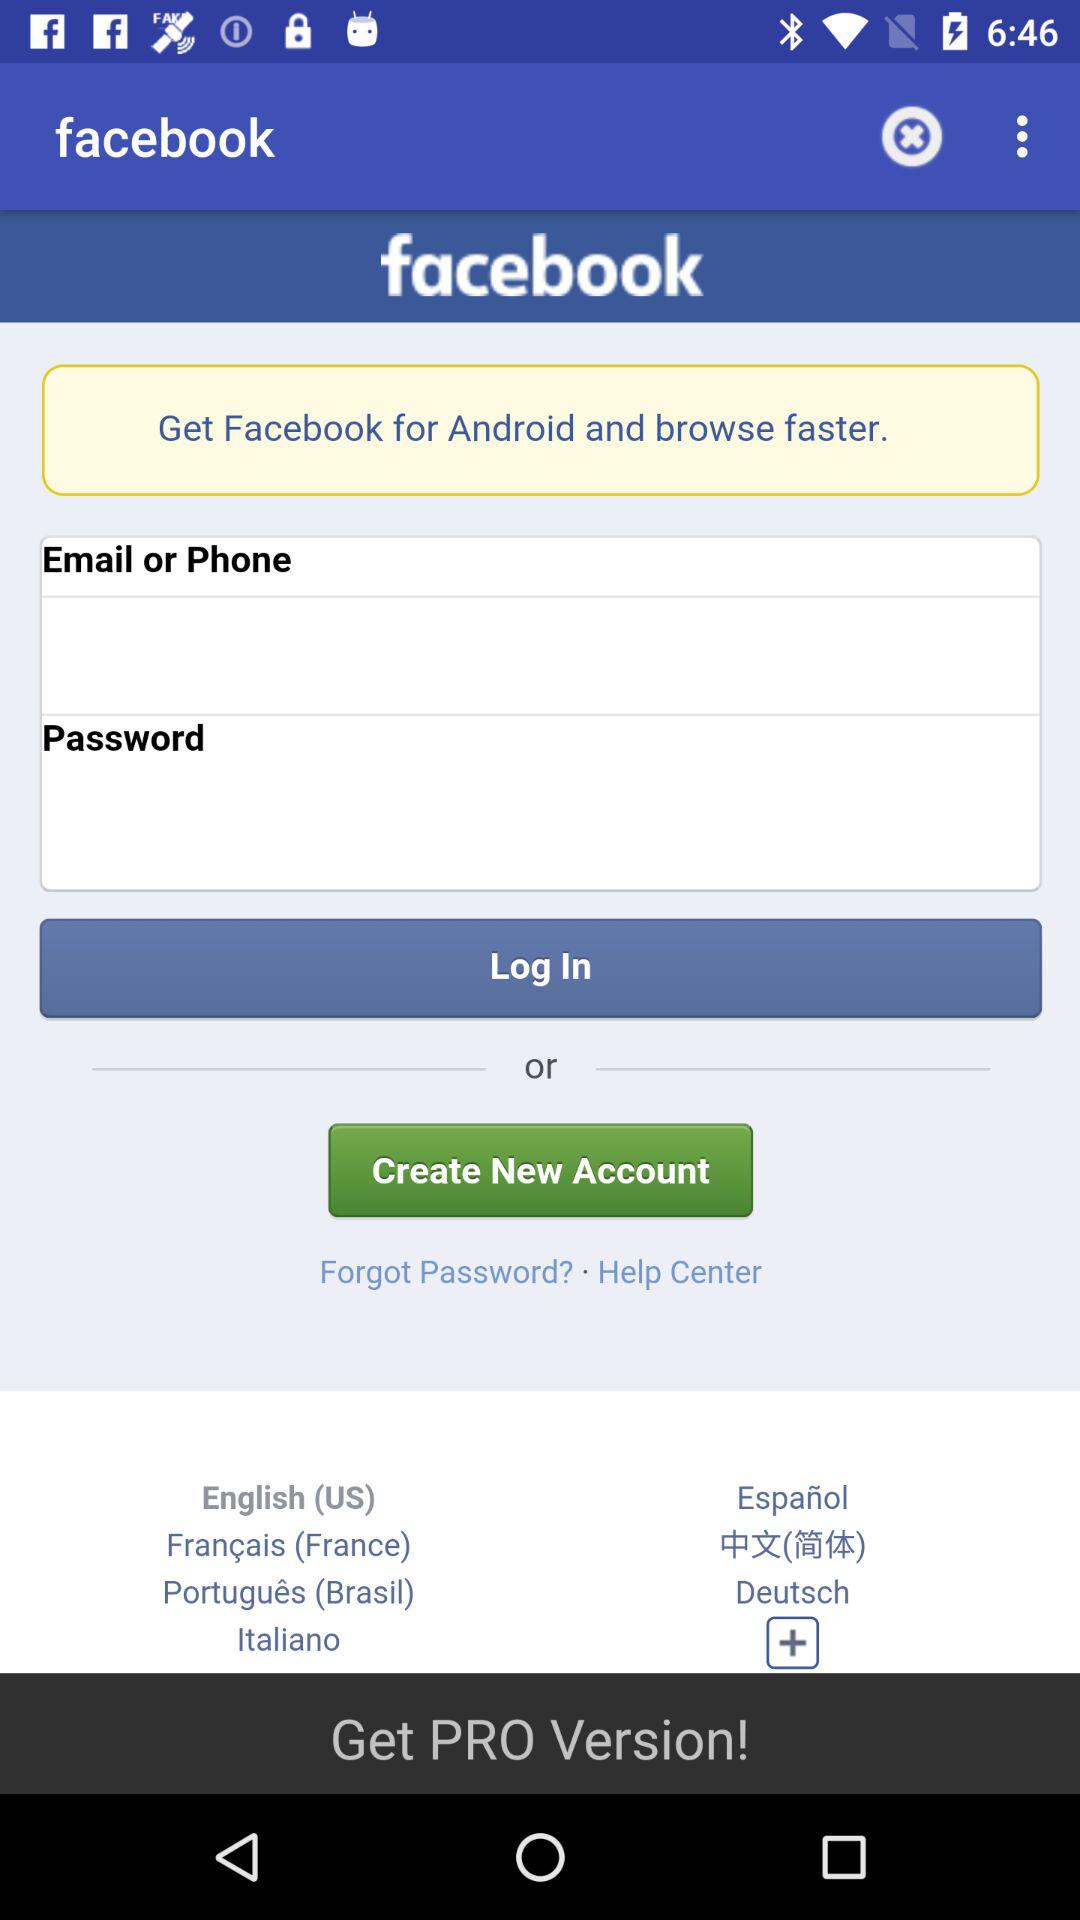 FAK
6:46
facebook
facebook
Get Facebook for Android and browse faster.
Email or Phone
Password
Log In
or
Create New Account
Forgot Password? · Help Center
English (US) Español
Français (France) 中文(简体)
Português (Brasil) Deutsch
Italiano
Get PRO Version!